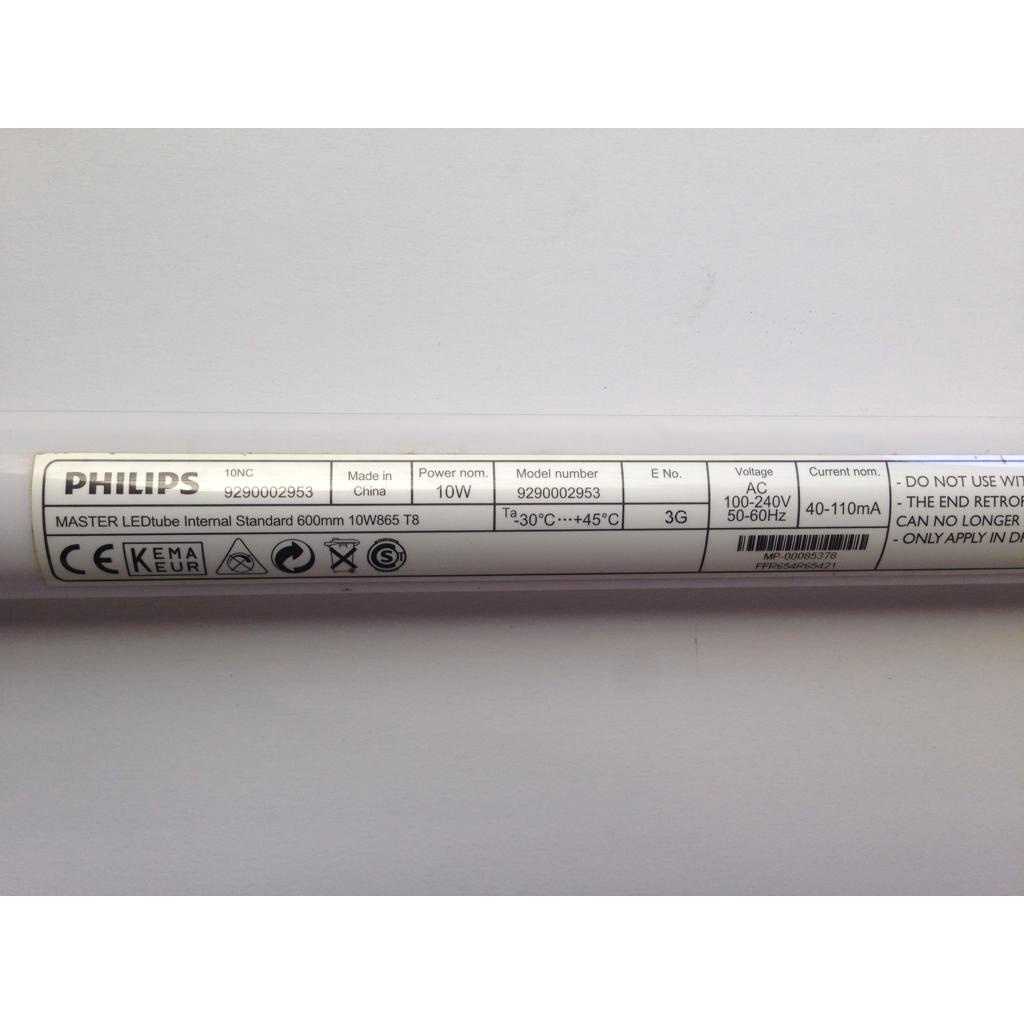 PHILIPS
10NC
9290002953
Made in
China
Power nom.
10W
Model number
9290002953
E No.
Voltage
AC
100-240V
50-60Hz
Current nom.
40-110mA
MASTER LEDtube Internal Standard 600mm 10W865 T8
Ta -30°C···+45°C
3G
CE
KEMA
KEUR
S
MP-00085378
FFR654R65421
- DO NOT USE WIT
- THE END RETROF
CAN NO LONGER
- ONLY APPLY IN DR